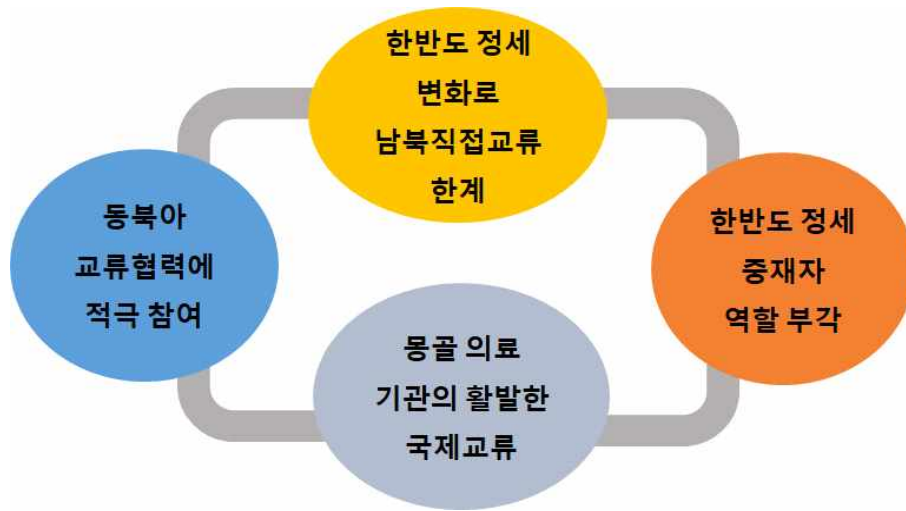 한반도 정세
변화로
남북직접교류
한계
동북아
교류협력에
적극 참여
한반도 정세
중재자
역할 부각
몽골 의료
기관의 활발한
국제교류